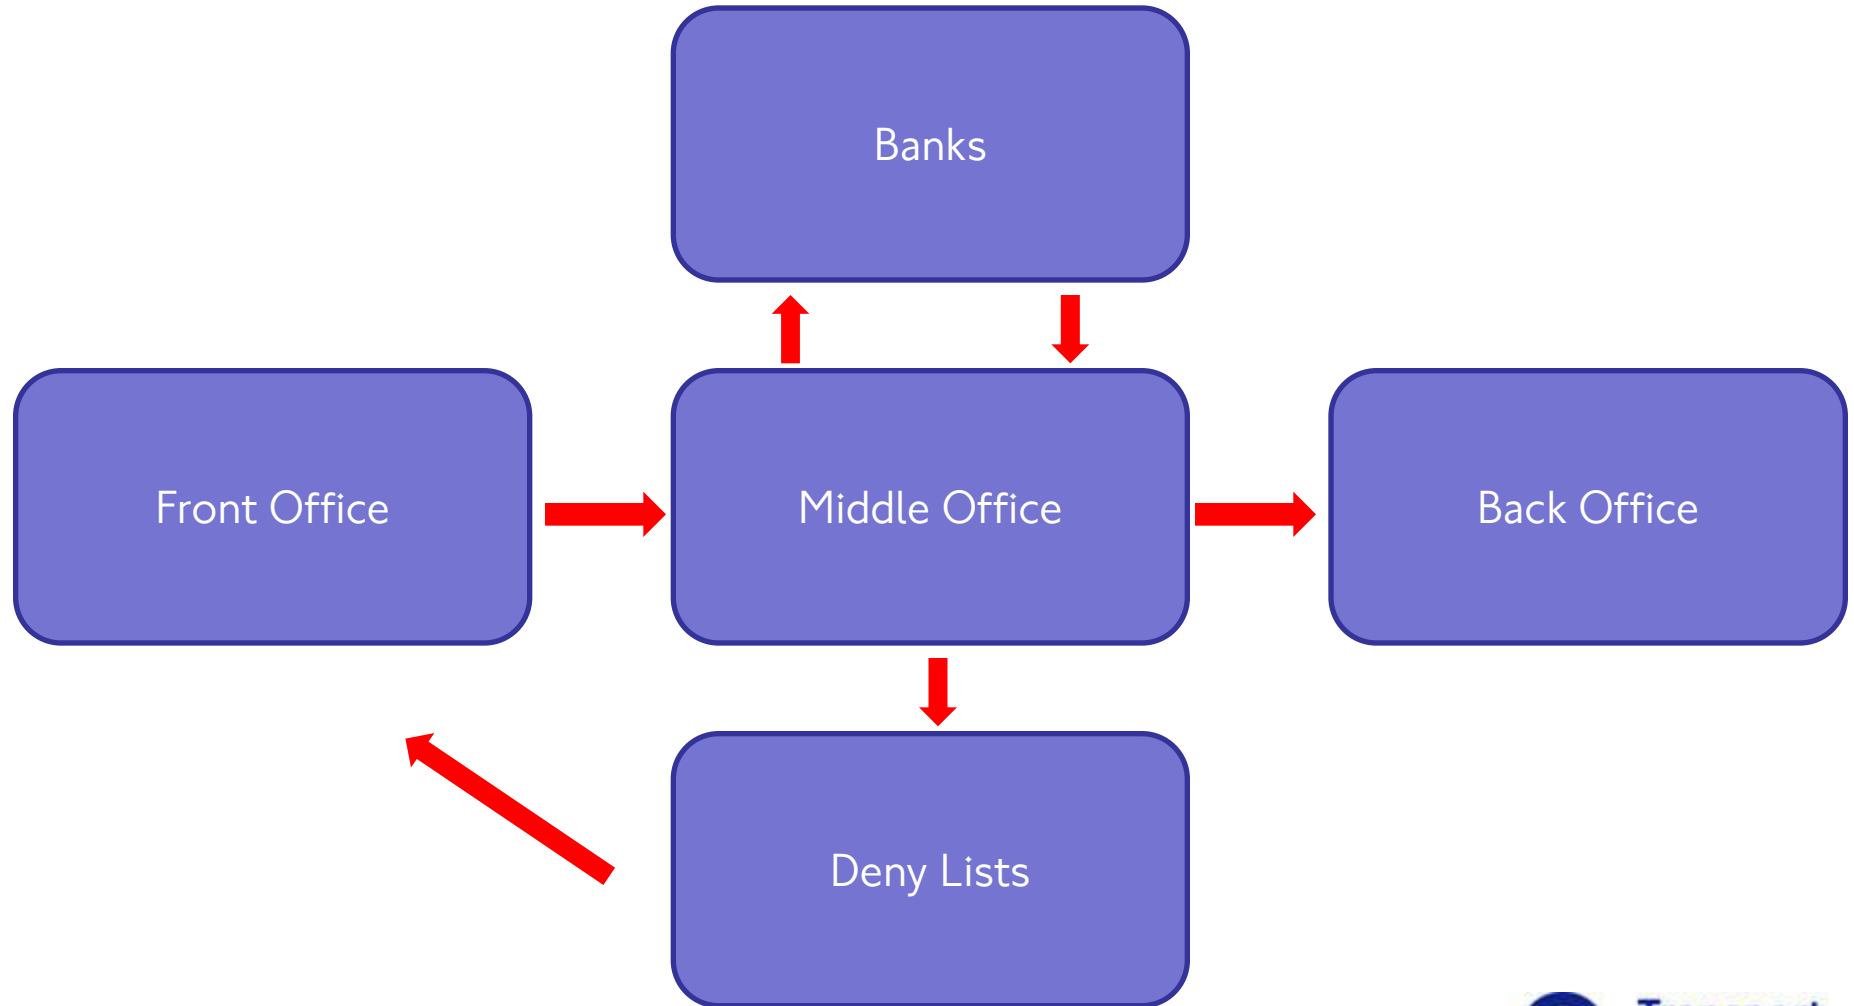 Banks
Front Office
Middle Office
Back Office
Deny Lists